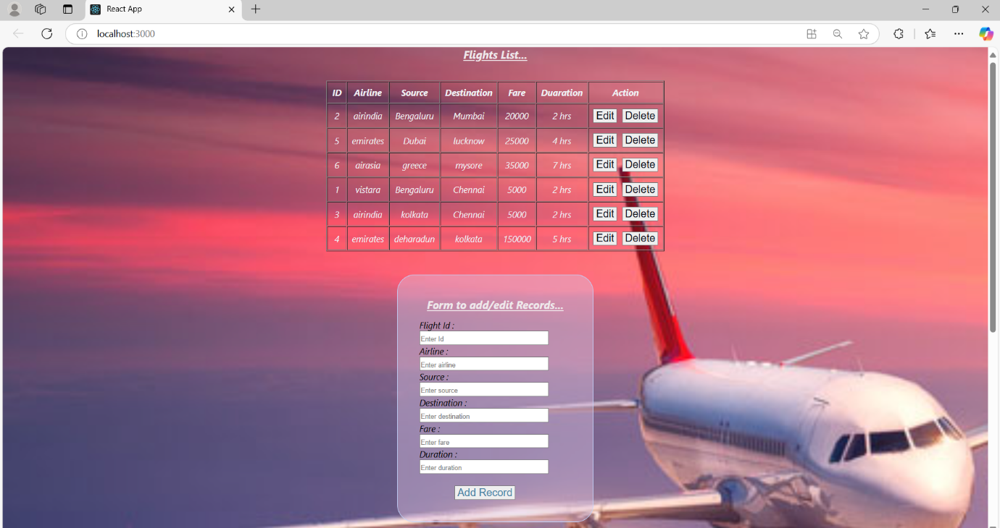 React App
localhost:3000
Flights List...
ID Airline Source Destination Fare Duaration Action
2 airindia Bengaluru Mumbai 20000 2 hrs Edit Delete
5 emirates Dubai lucknow 25000 4 hrs Edit Delete
6 airasia greece mysore 35000 7 hrs Edit Delete
1 vistara Bengaluru Chennai 5000 2 hrs Edit Delete
3 airindia kolkata Chennai 5000 2 hrs Edit Delete
4 emirates deharadun kolkata 150000 5 hrs Edit Delete
Form to add/edit Records...
Flight Id :
Enter Id
Airline :
Enter airline
Source :
Enter source
Destination :
Enter destination
Fare :
Enter fare
Duration :
Enter duration
Add Record